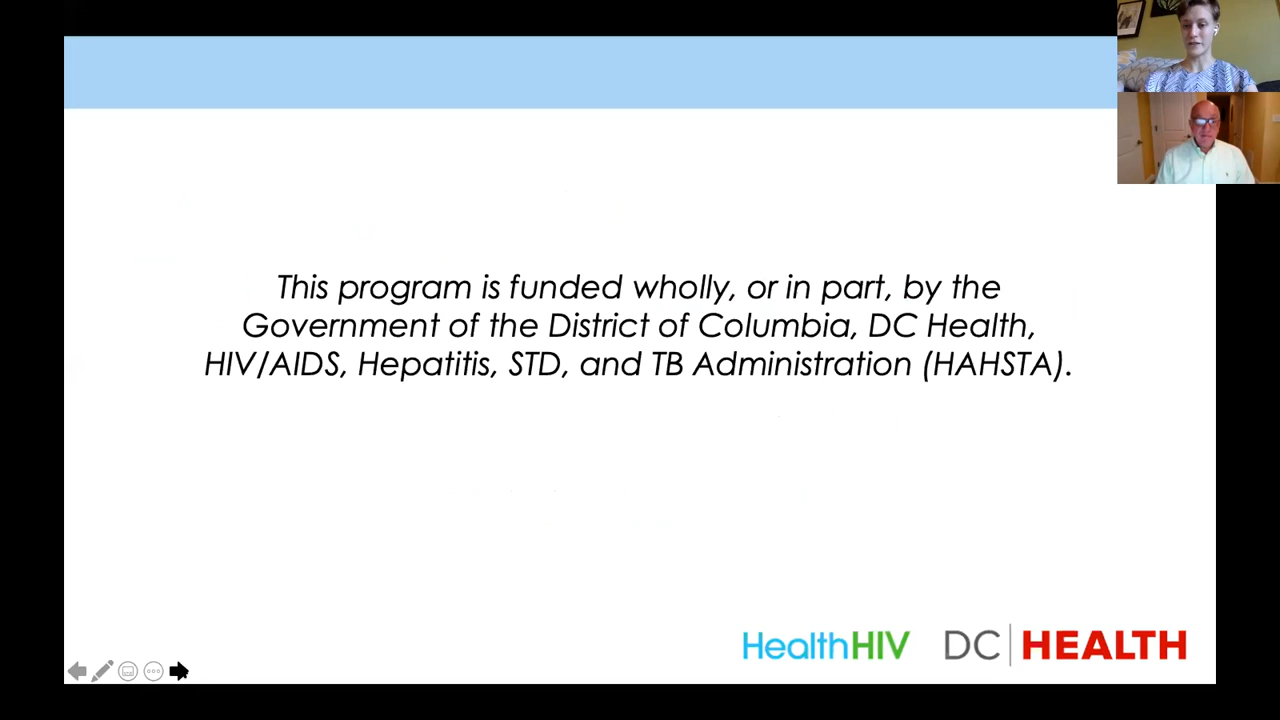 This program is funded wholly, or in part, by the
Government of the District of Columbia, DC Health,
HIV/AIDS, Hepatitis, STD, and TB Administration (HAHSTA).
HealthHIV
DC HEALTH